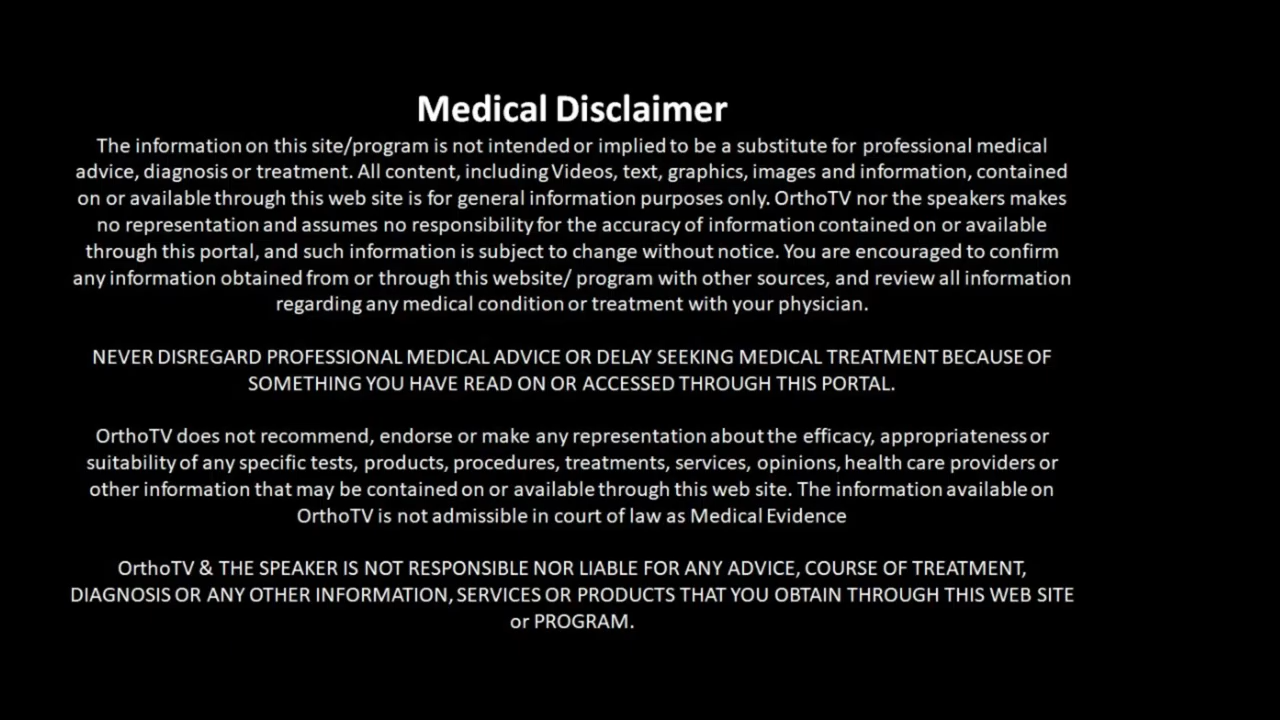 Medical Disclaimer
The information on this site/program is not intended or implied to be a substitute for professional medical
advice, diagnosis or treatment. All content, including Videos, text, graphics, images and information, contained
on or available through this web site is for general information purposes only. OrthoTV nor the speakers makes
no representation and assumes no responsibility for the accuracy of information contained on or available
through this portal, and such information is subject to change without notice. You are encouraged to confirm
any information obtained from or through this website/ program with other sources, and review all information
regarding any medical condition or treatment with your physician.
NEVER DISREGARD PROFESSIONAL MEDICAL ADVICE OR DELAY SEEKING MEDICAL TREATMENT BECAUSE OF
SOMETHING YOU HAVE READ ON OR ACCESSED THROUGH THIS PORTAL.
OrthoTV does not recommend, endorse or make any representation about the efficacy, appropriateness or
suitability of any specific tests, products, procedures, treatments, services, opinions, health care providers or
other information that may be contained on or available through this web site. The information available on
OrthoTV is not admissible in court of law as Medical Evidence
OrthoTV & THE SPEAKER IS NOT RESPONSIBLE NOR LIABLE FOR ANY ADVICE, COURSE OF TREATMENT,
DIAGNOSIS OR ANY OTHER INFORMATION, SERVICES OR PRODUCTS THAT YOU OBTAIN THROUGH THIS WEB SITE
or PROGRAM.